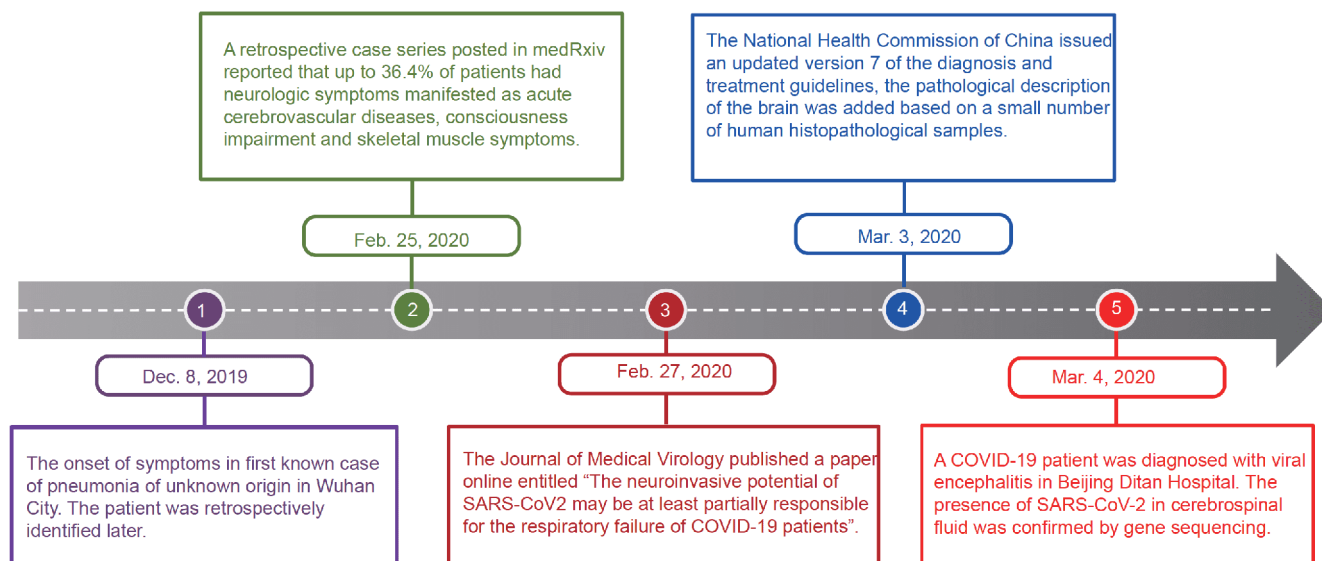 A retrospective case series posted in medRxiv
reported that up to 36.4% of patients had
neurologic symptoms manifested as acute
cerebrovascular diseases, consciousness
impairment and skeletal muscle symptoms.
The National Health Commission of China issued
an updated version 7 of the diagnosis and
treatment guidelines, the pathological description
of the brain was added based on a small number
of human histopathological samples.
Feb. 25, 2020
Mar. 3, 2020
1
2
3
4
5
Dec. 8, 2019
Feb. 27, 2020
Mar. 4, 2020
The onset of symptoms in first known case
of pneumonia of unknown origin in Wuhan
City. The patient was retrospectively
identified later.
The Journal of Medical Virology published a paper
online entitled “The neuroinvasive potential of
SARS-CoV2 may be at least partially responsible
for the respiratory failure of COVID-19 patients”.
A COVID-19 patient was diagnosed with viral
encephalitis in Beijing Ditan Hospital. The
presence of SARS-CoV-2 in cerebrospinal
fluid was confirmed by gene sequencing.